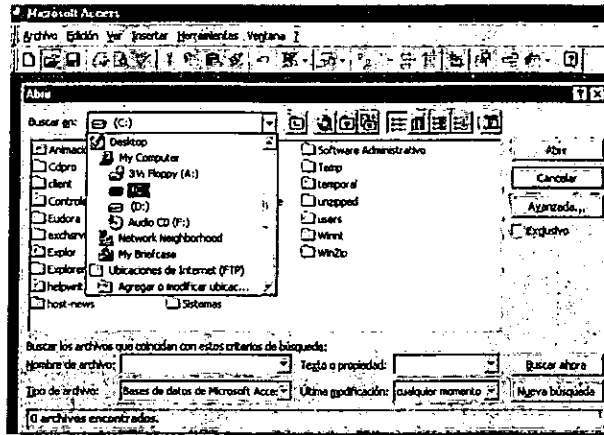 Microsoft Access
Archivo Edición Ver Insertar Herramientas Ventana ?
Abrir
Buscar en: (C:)
Desktop
My Computer
3½ Floppy (A:)
(D:)
Audio CD (F:)
Network Neighborhood
My Briefcase
Ubicaciones de Internet (FTP)
Agregar o modificar ubicac...
Cdpro
client
Eudora
Explor
Explorer
helpwrit
host-news
Sistemas
Software Administrativo
Temp
temporal
unzipped
users
Winnt
WinZip
Abrir
Cancelar
Avanzada...
Exclusivo
Buscar los archivos que coincidan con estos criterios de búsqueda:
Nombre de archivo: Texto o propiedad: Buscar ahora
Tipo de archivo: Bases de datos de Microsoft Acce Última modificación: cualquier momento Nueva búsqueda
0 archivos encontrados.